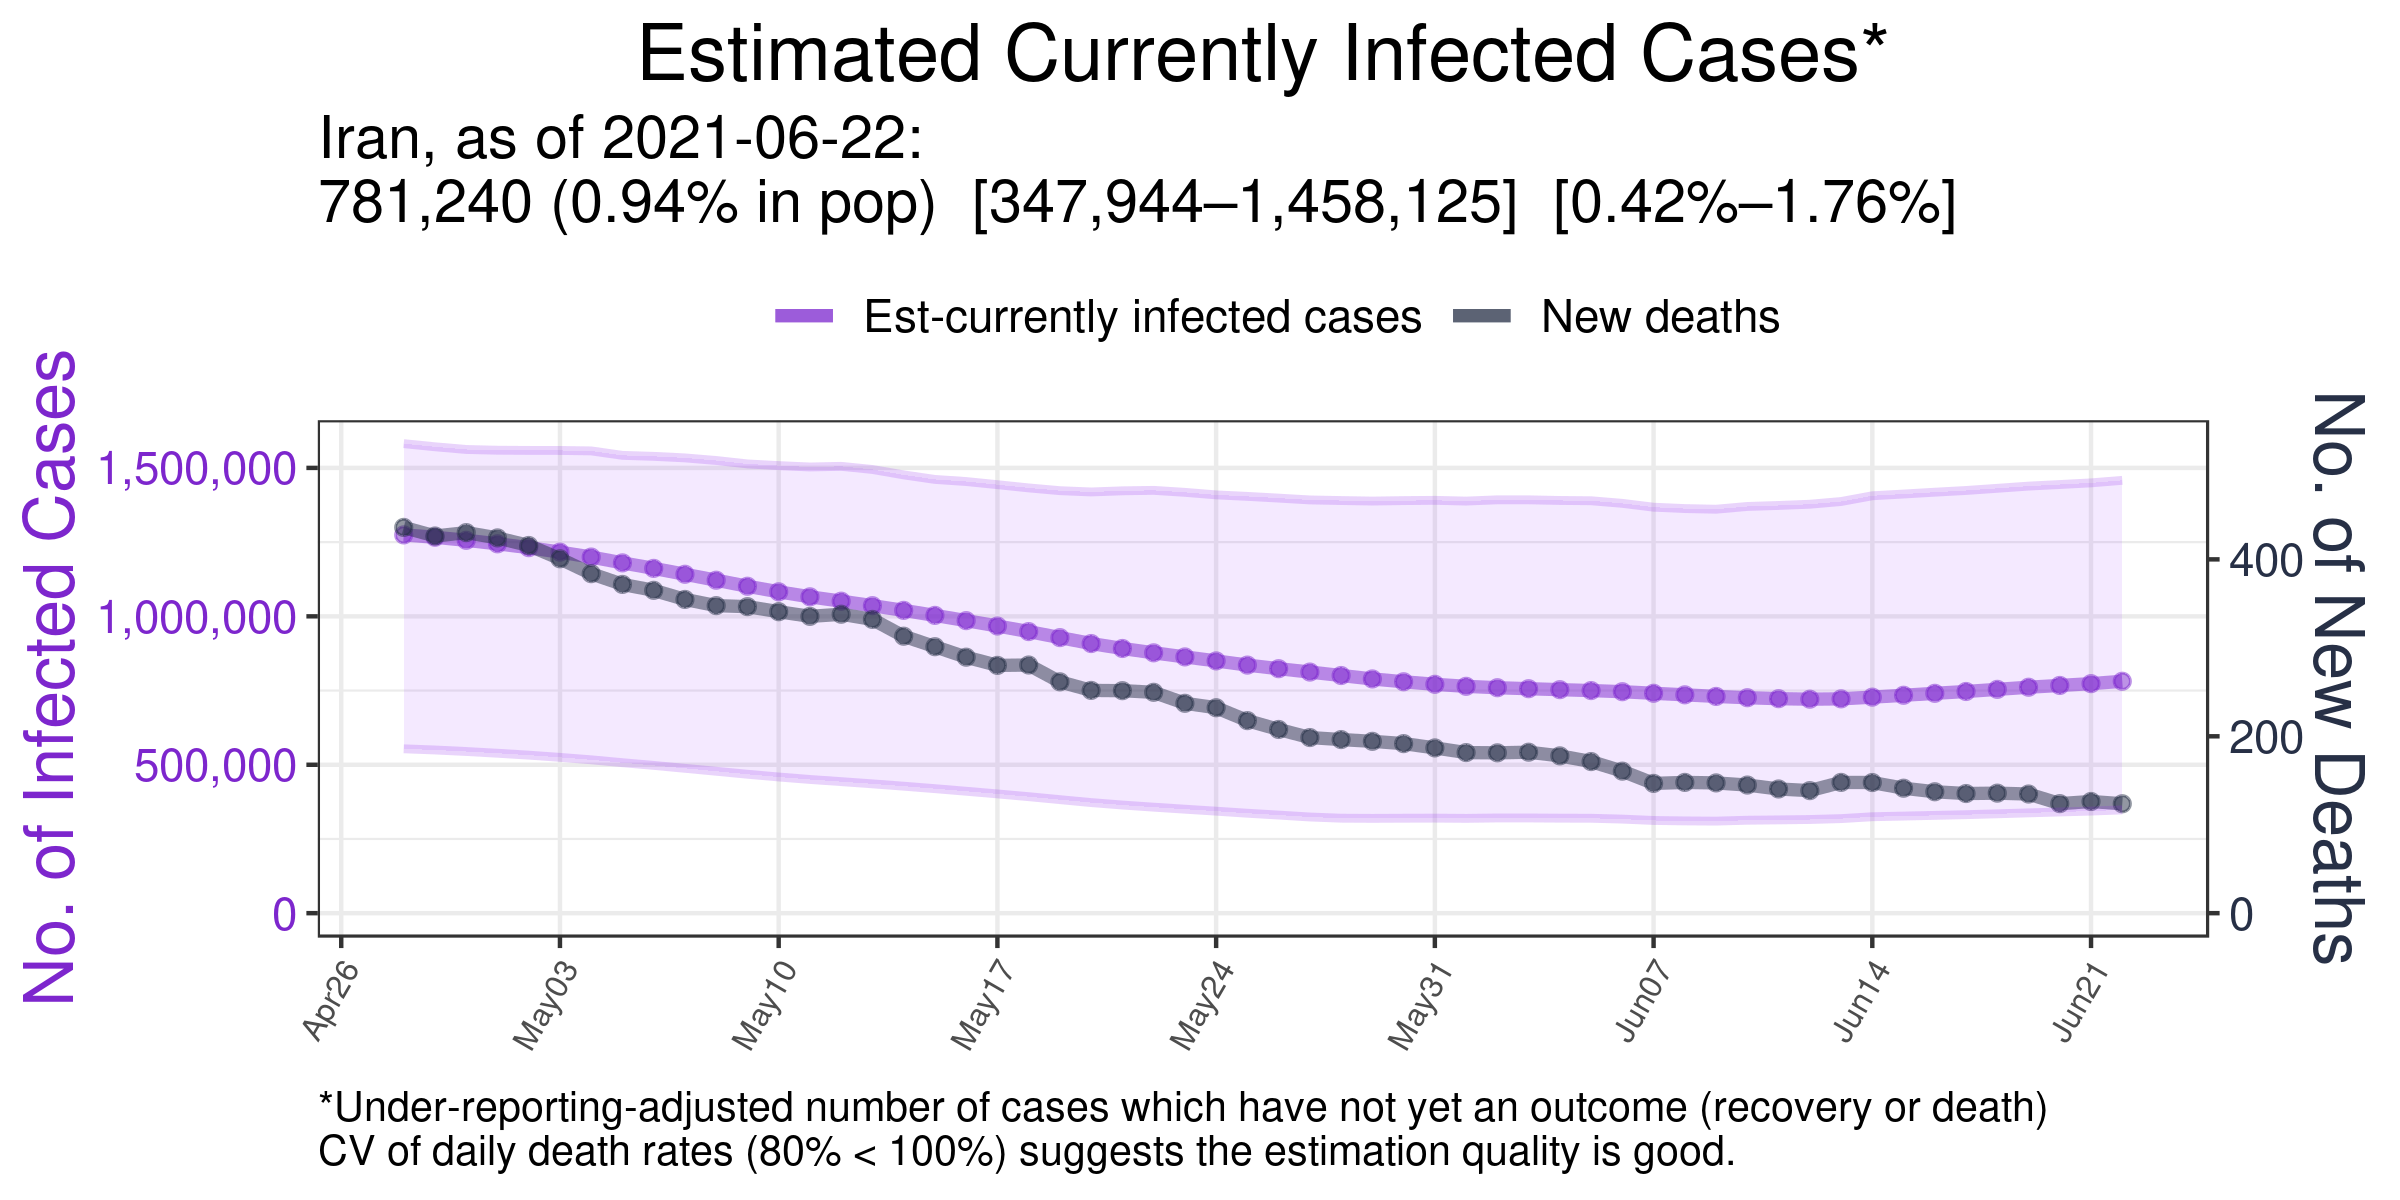 Estimated Currently Infected Cases*
Iran, as of 2021-06-22:
781,240 (0.94% in pop)  [347,944–1,458,125]  [0.42%–1.76%]
Est-currently infected cases
New deaths
No. of Infected Cases
1,500,000
1,000,000
500,000
0
No. of New Deaths
400
200
0
Apr26
May03
May10
May17
May24
May31
Jun07
Jun14
Jun21
*Under-reporting-adjusted number of cases which have not yet an outcome (recovery or death)
CV of daily death rates (80% < 100%) suggests the estimation quality is good.